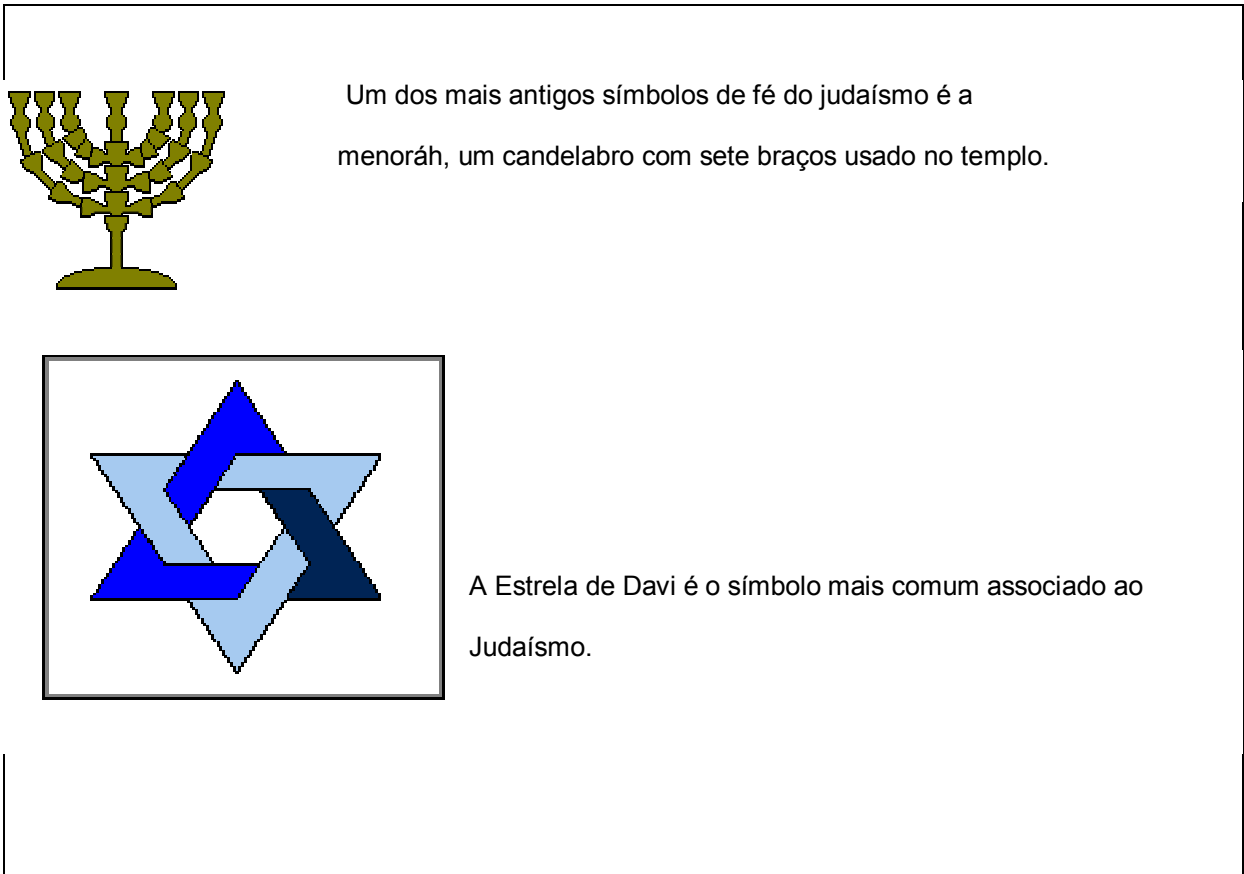 Um dos mais antigos símbolos de fé do judaísmo é a
menoráh, um candelabro com sete braços usado no templo.
A Estrela de Davi é o símbolo mais comum associado ao
Judaísmo.